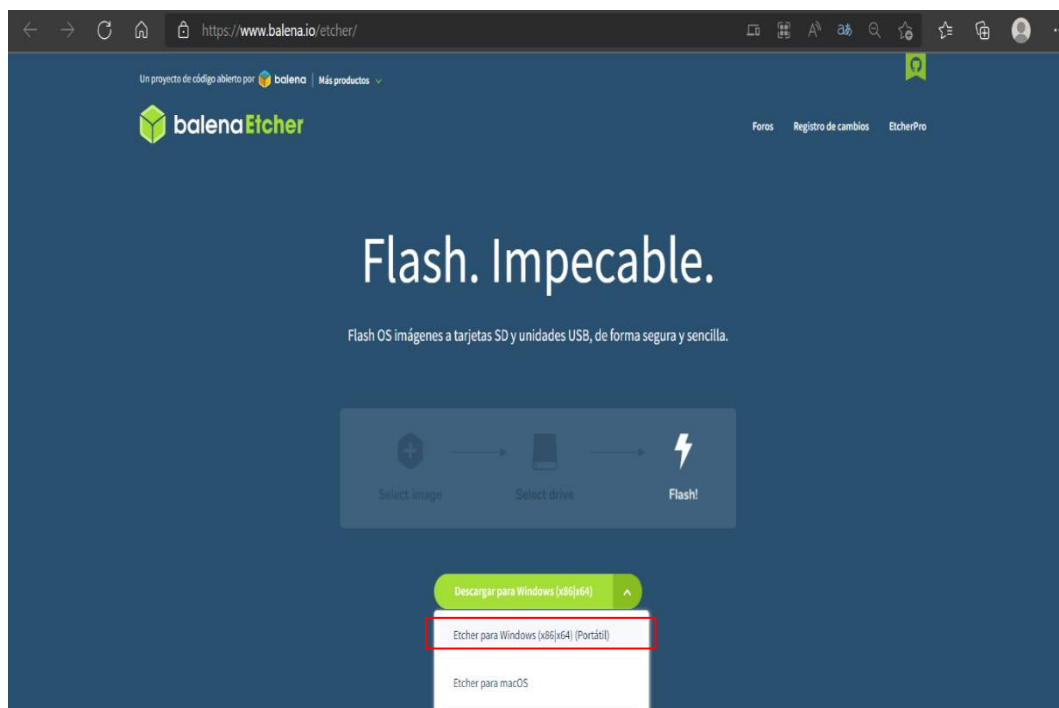 https://www.balena.io/etcher/
Un proyecto de código abierto por balena | Más productos
balenaEtcher
Foros Registro de cambios EtcherPro
Flash. Impecable.
Flash OS imágenes a tarjetas SD y unidades USB, de forma segura y sencilla.
Select image Select drive Flash!
Descargar para Windows (x86|x64)
Etcher para Windows (x86|x64) (Portátil)
Etcher para macOS